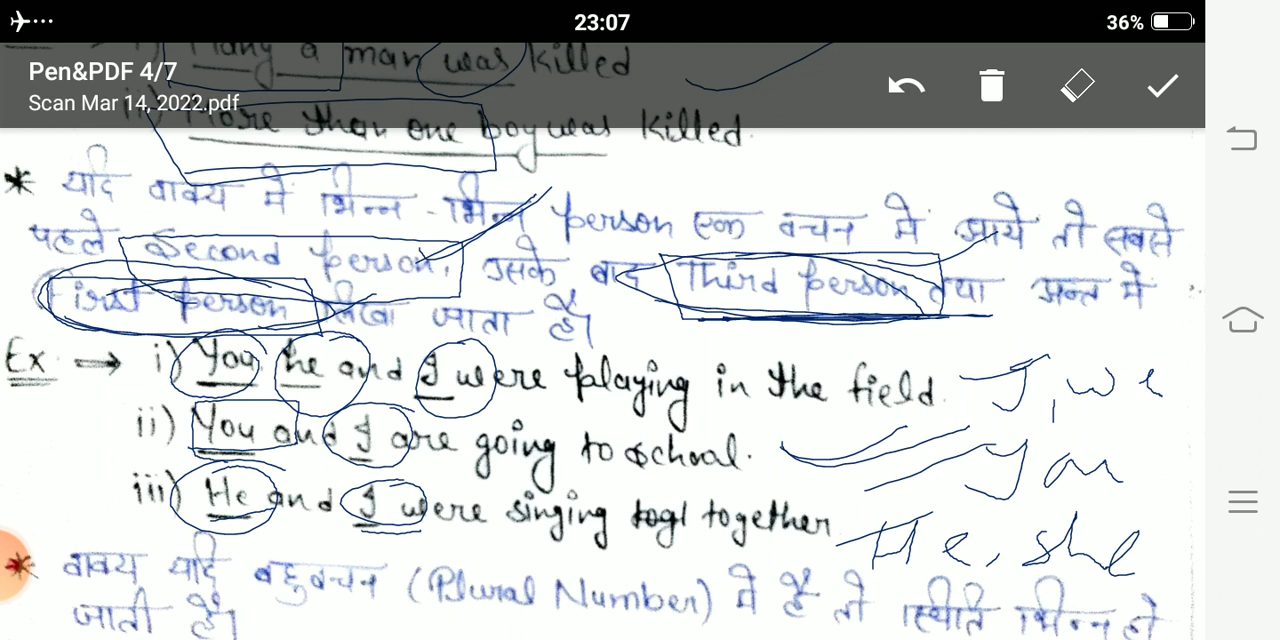 23:07
36%
Many a man was killed
Pen&PDF 4/7
Scan Mar 14, 2022.pdf
ii) More than one boy was killed.
* यदि वाक्य में भिन्न-भिन्न person एक वचन में आये तो सबसे
पहले Second person, उसके बाद Third person तथा अन्त में
First person लिखा जाता है।
Ex → i) You, he and I were playing in the field. I, we
ii) You and I are going to school. You
iii) He and I were singing togt together He, she
* वाक्य यदि बहुवचन (Plural Number) में हैं तो स्थिति भिन्न हो
जाती है।